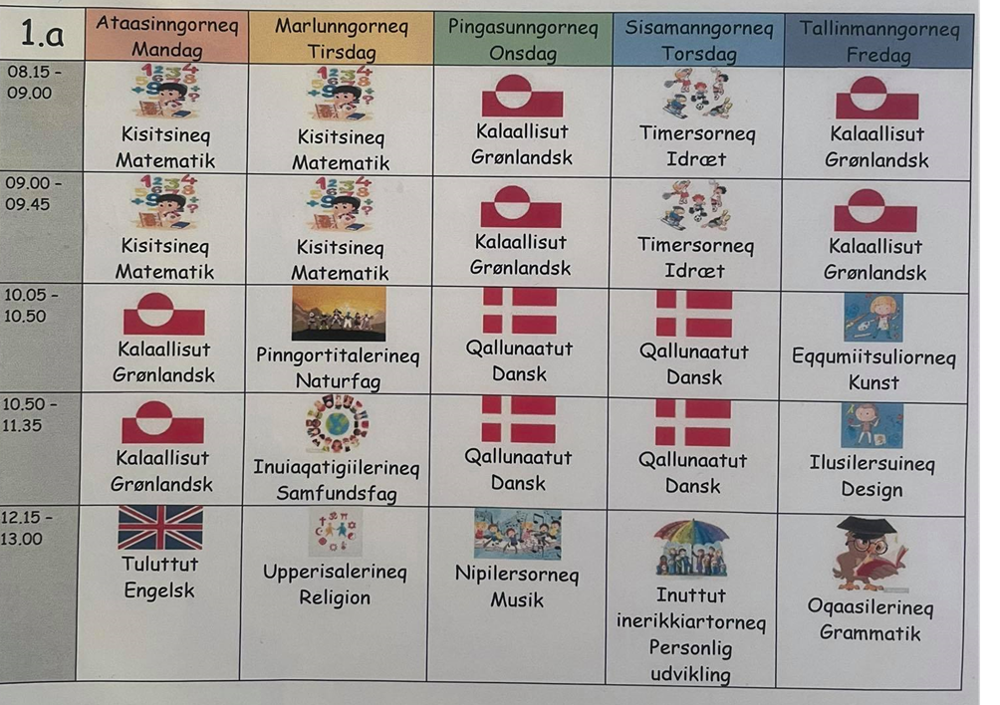 1.a
Ataasinngorneq
Mandag
Marlunngorneq
Tirsdag
Pingasunngorneq
Onsdag
Sisamanngorneq
Torsdag
Tallinmanngorneq
Fredag
08.15 -
09.00
Kisitsineq
Matematik
Kisitsineq
Matematik
Kalaallisut
Grønlandsk
Timersorneq
Idræt
Kalaallisut
Grønlandsk
09.00 -
09.45
Kisitsineq
Matematik
Kisitsineq
Matematik
Kalaallisut
Grønlandsk
Timersorneq
Idræt
Kalaallisut
Grønlandsk
10.05 -
10.50
Kalaallisut
Grønlandsk
Pinngortitalerineq
Naturfag
Qallunaatut
Dansk
Qallunaatut
Dansk
Eqqumiitsuliorneq
Kunst
10.50 -
11.35
Kalaallisut
Grønlandsk
Inuiaqatigiilerineq
Samfundsfag
Qallunaatut
Dansk
Qallunaatut
Dansk
Ilusilersuineq
Design
12.15 -
13.00
Tuluttut
Engelsk
Upperisalerineq
Religion
Nipilersorneq
Musik
Inuttut
inerikkiartorneq
Personlig
udvikling
Oqaasilerineq
Grammatik